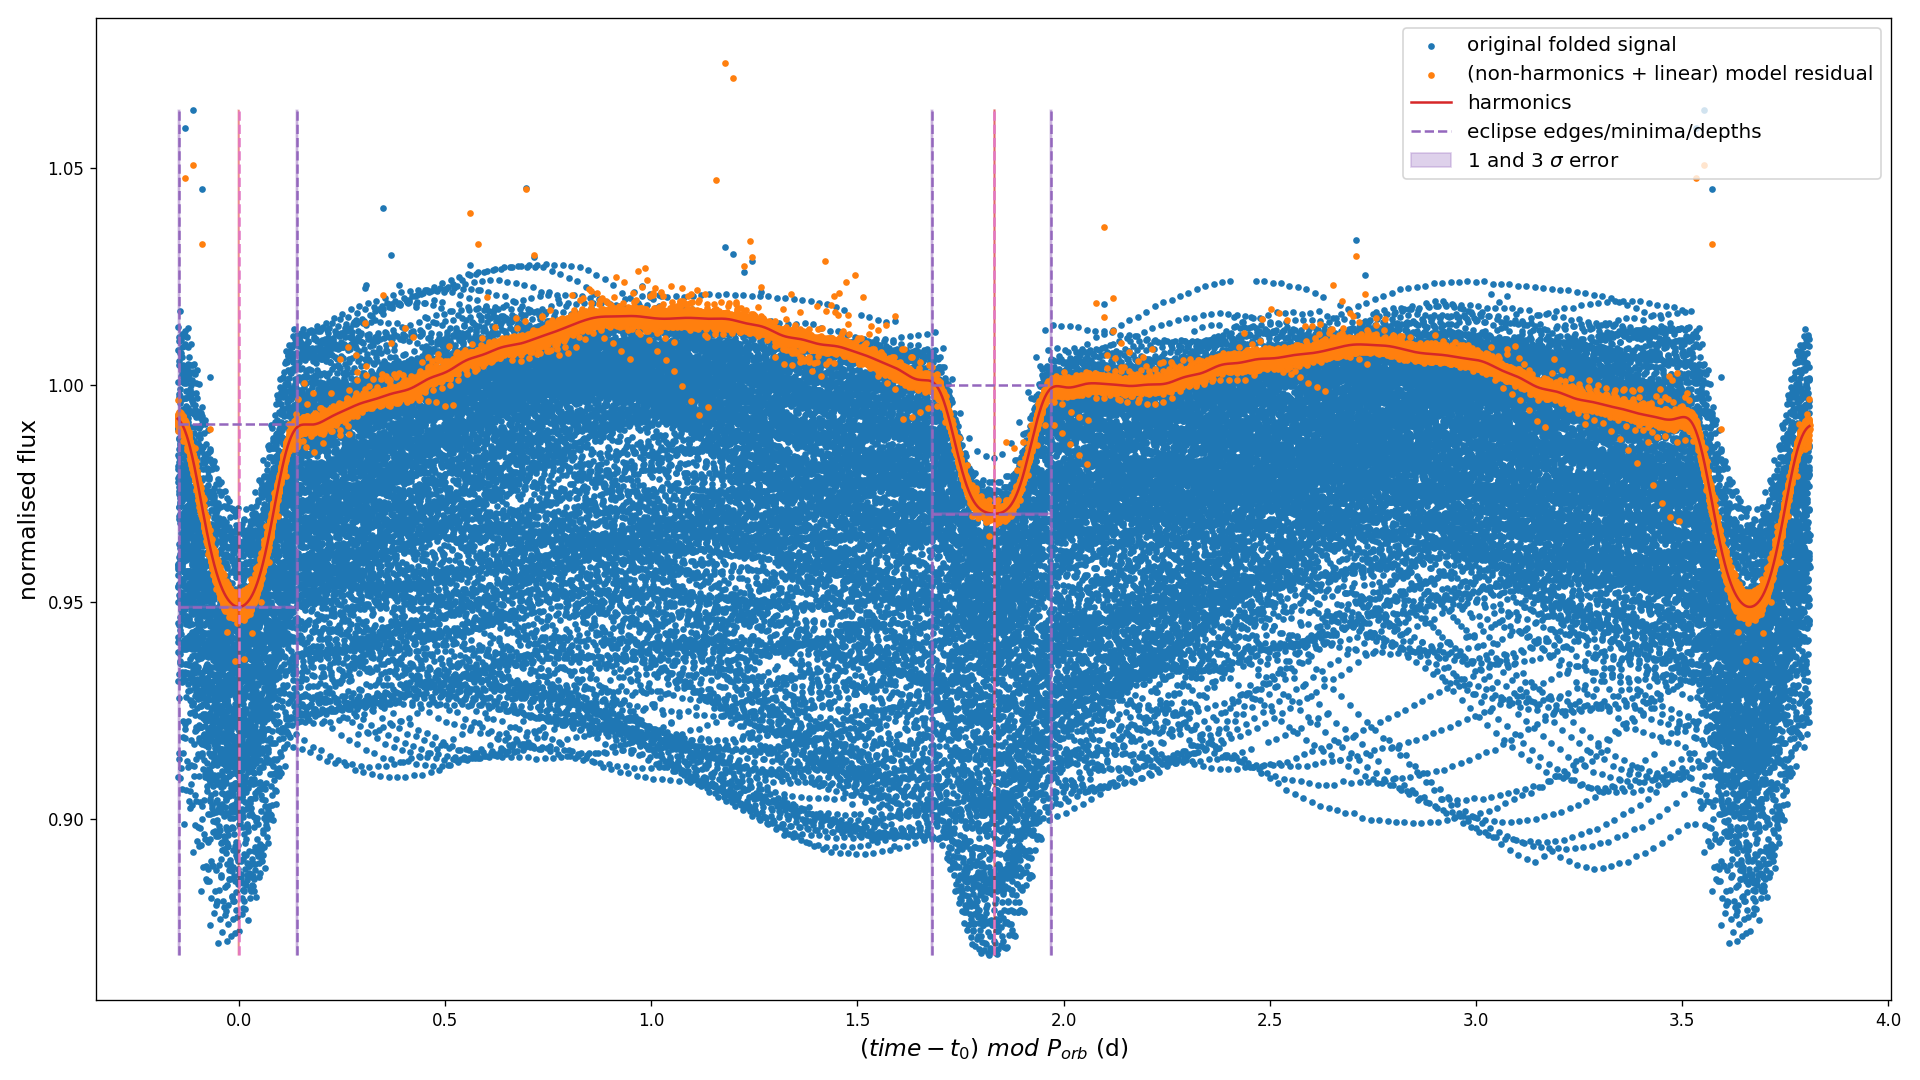 original folded signal
(non-harmonics + linear) model residual
harmonics
eclipse edges/minima/depths
1 and 3 σ error
normalised flux
1.05
1.00
0.95
0.90
0.0 0.5 1.0 1.5 2.0 2.5 3.0 3.5 4.0
(time − t₀) mod Pₒᵣb (d)